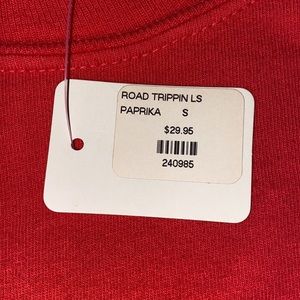 ROAD TRIPPIN LS
PAPRIKA S
$29.95
240985